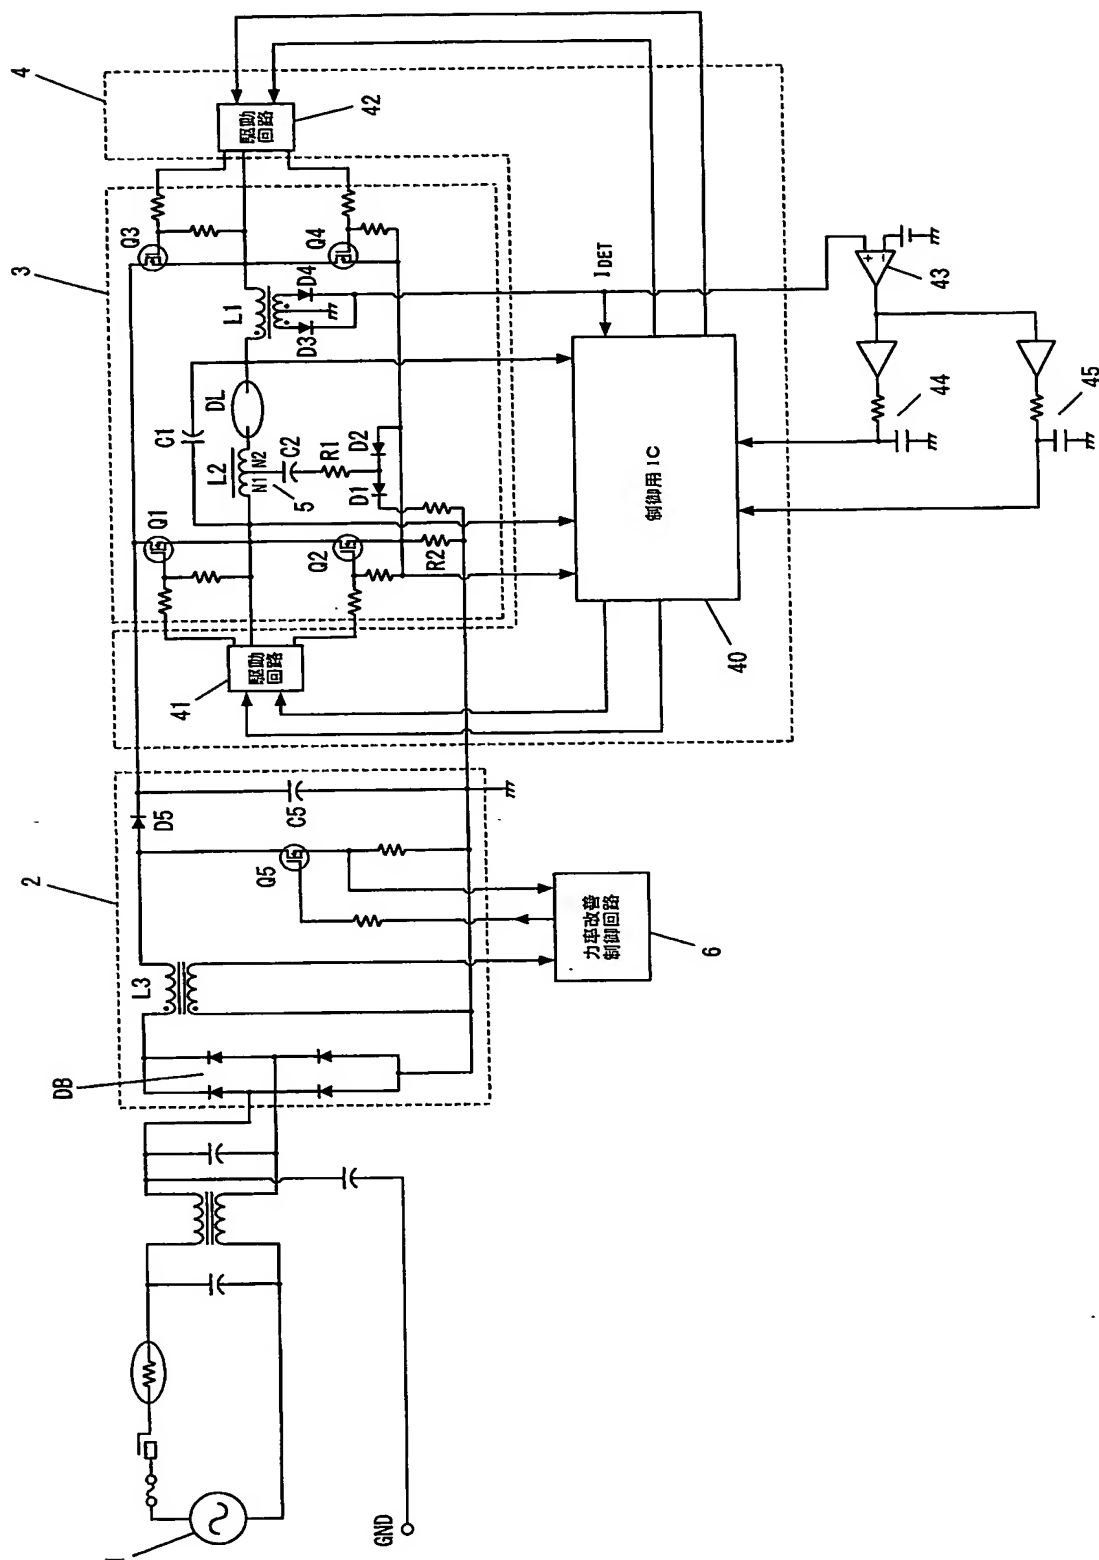 1
GND
DB
2
L3
Q5
D5
C5
力率改善
制御回路
6
3
4
駆動
回路
41
駆動
回路
42
Q1
Q2
Q3
Q4
C1
L2
N1
N2
5
DL
L1
C2
R1
D1
D2
D3
D4
R2
IDET
制御用IC
40
+
-
43
44
45